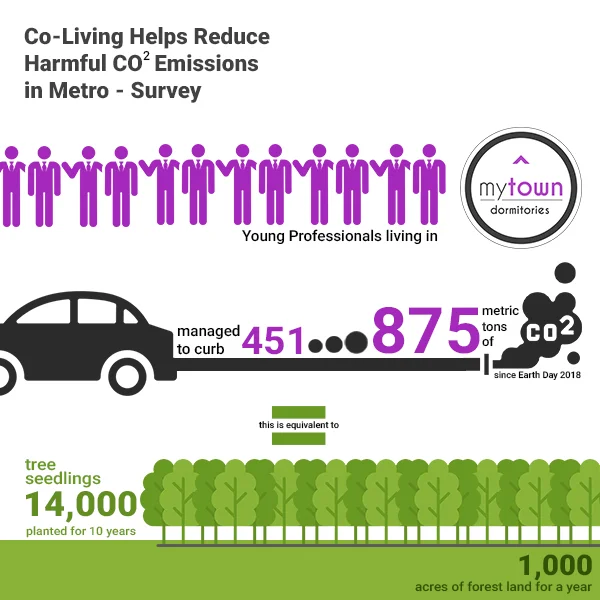 Co-Living Helps Reduce
Harmful CO² Emissions
in Metro - Survey
mytown
dormitories
Young Professionals living in
managed
to curb
451
875
metric
tons
of
CO2
since Earth Day 2018
this is equivalent to
tree
seedlings
14,000
planted for 10 years
1,000
acres of forest land for a year